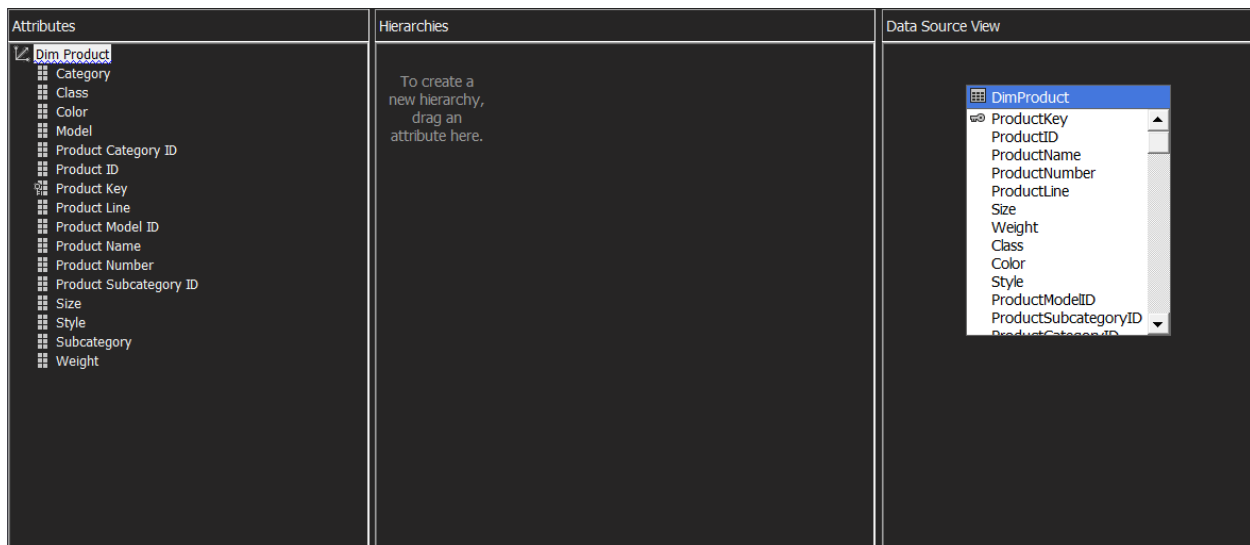 Attributes
Dim Product
Category
Class
Color
Model
Product Category ID
Product ID
Product Key
Product Line
Product Model ID
Product Name
Product Number
Product Subcategory ID
Size
Style
Subcategory
Weight
Hierarchies
To create a
new hierarchy,
drag an
attribute here.
Data Source View
DimProduct
ProductKey
ProductID
ProductName
ProductNumber
ProductLine
Size
Weight
Class
Color
Style
ProductModelID
ProductSubcategoryID
ProductCategoryID